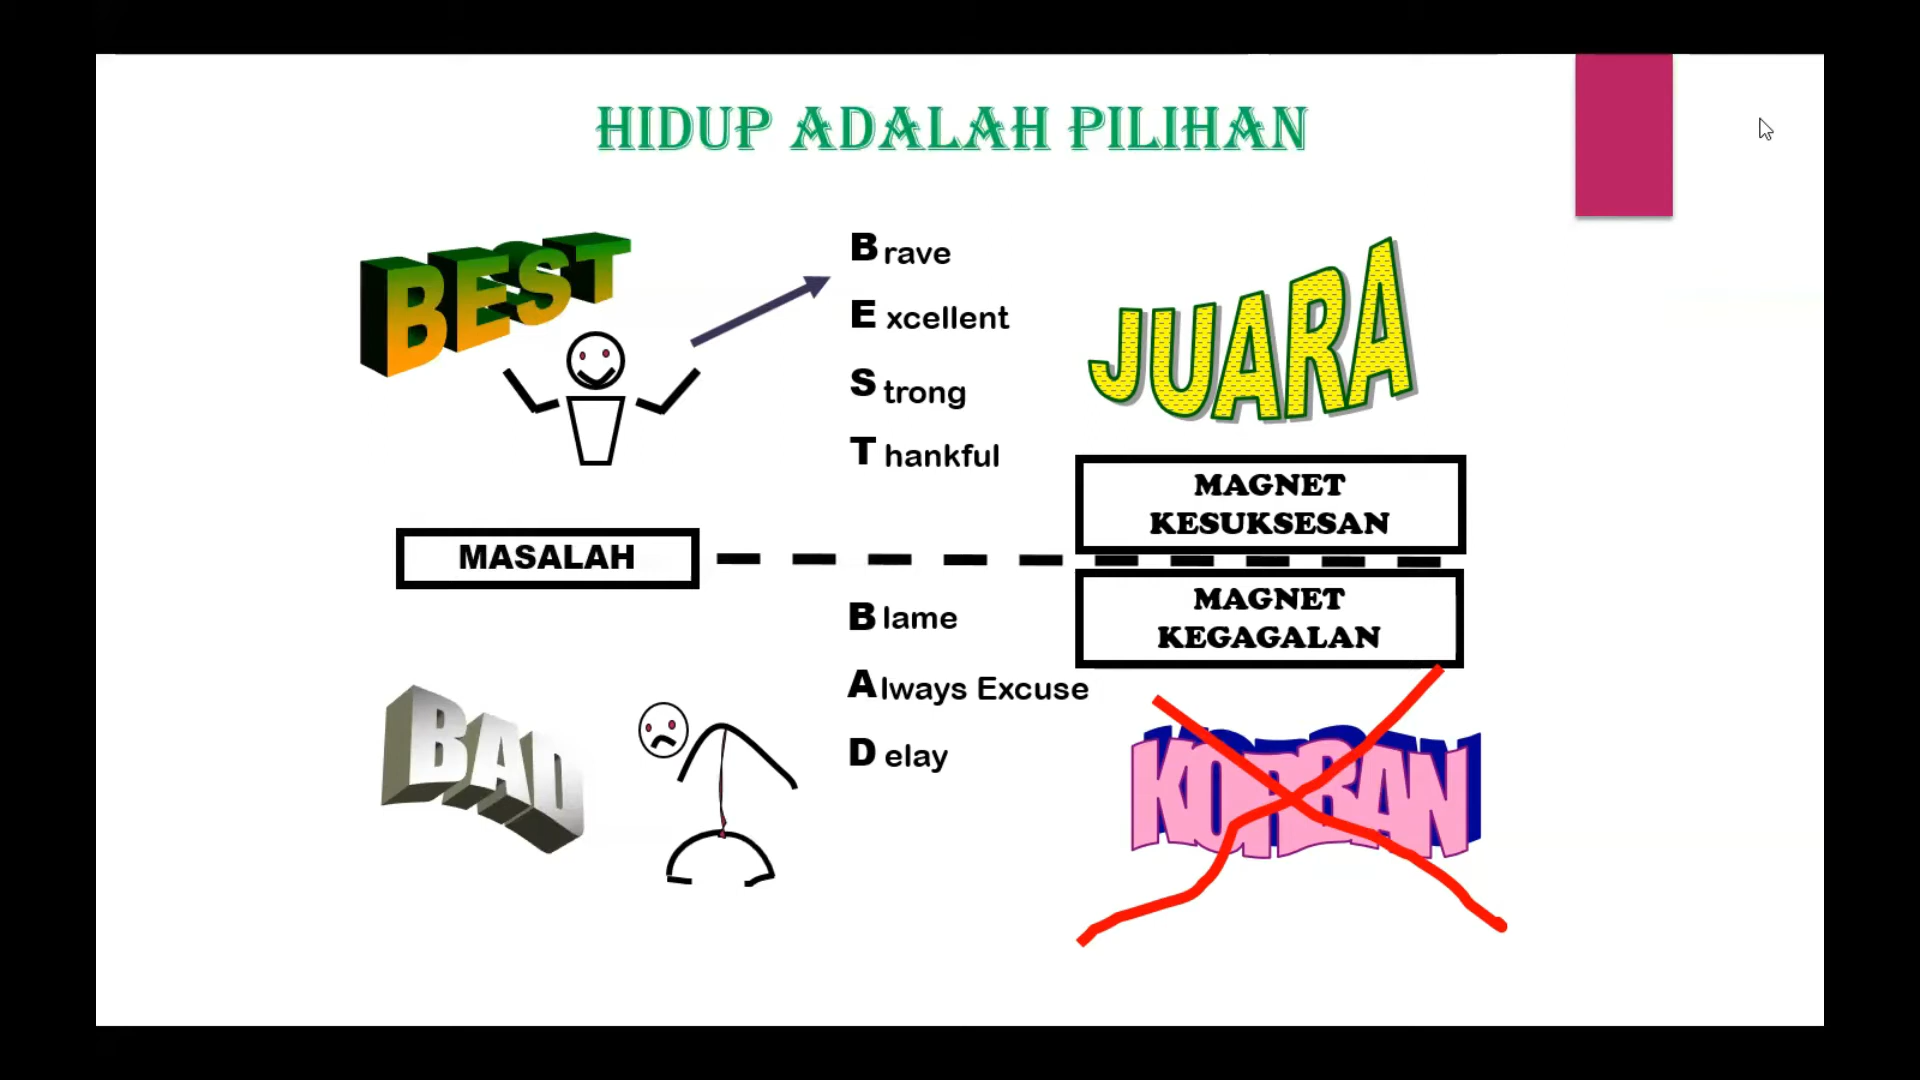 HIDUP ADALAH PILIHAN
BEST
Brave
Excellent
Strong
Thankful
JUARA
MAGNET
KESUKSESAN
MASALAH
MAGNET
KEGAGALAN
Blame
Always Excuse
Delay
BAD
KORBAN